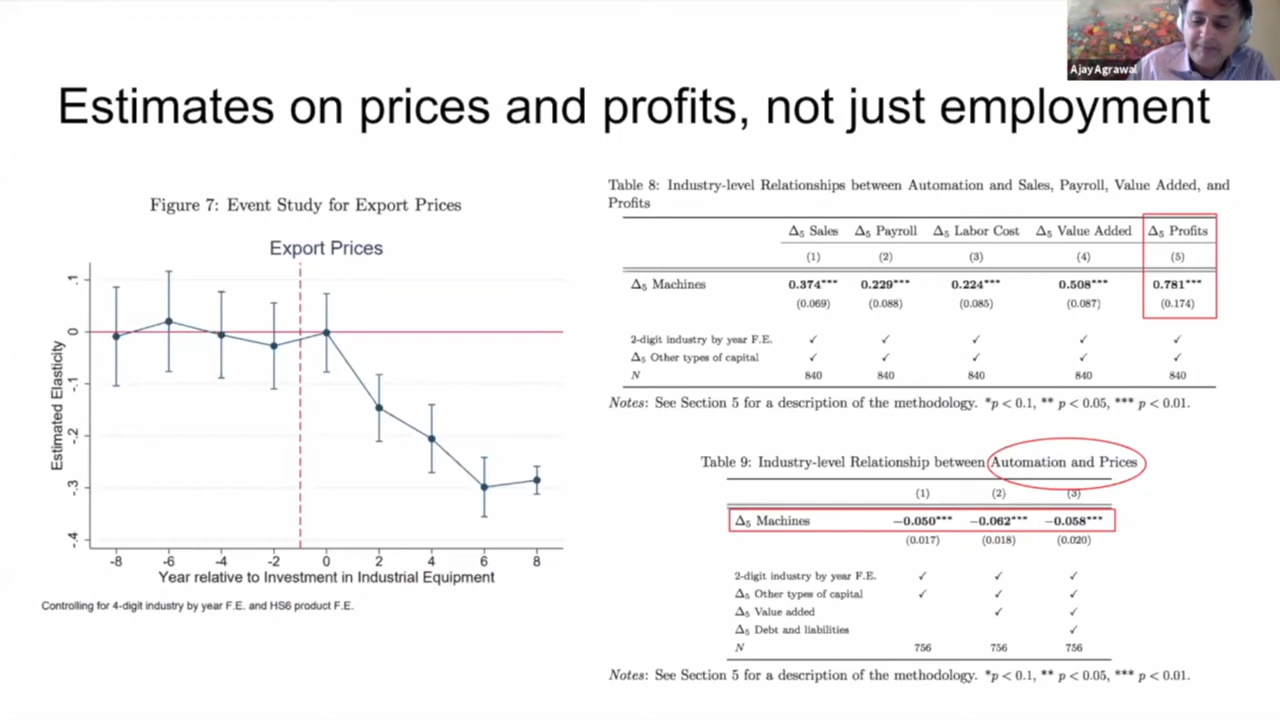 Ajay Agrawal
Estimates on prices and profits, not just employment
Figure 7: Event Study for Export Prices
Export Prices
Estimated Elasticity
.1
0
-.1
-.2
-.3
-.4
-8 -6 -4 -2 0 2 4 6 8
Year relative to Investment in Industrial Equipment
Controlling for 4-digit industry by year F.E. and HS6 product F.E.
Table 8: Industry-level Relationships between Automation and Sales, Payroll, Value Added, and
Profits
Δ₅ Sales Δ₅ Payroll Δ₅ Labor Cost Δ₅ Value Added Δ₅ Profits
(1) (2) (3) (4) (5)
Δ₅ Machines 0.374*** 0.229*** 0.224*** 0.508*** 0.781***
(0.069) (0.088) (0.085) (0.087) (0.174)
2-digit industry by year F.E. ✓ ✓ ✓ ✓ ✓
Δ₅ Other types of capital ✓ ✓ ✓ ✓ ✓
N 840 840 840 840 840
Notes: See Section 5 for a description of the methodology. *p < 0.1, ** p < 0.05, *** p < 0.01.
Table 9: Industry-level Relationship between Automation and Prices
(1) (2) (3)
Δ₅ Machines −0.050*** −0.062*** −0.058***
(0.017) (0.018) (0.020)
2-digit industry by year F.E. ✓ ✓ ✓
Δ₅ Other types of capital ✓ ✓ ✓
Δ₅ Value added ✓ ✓
Δ₅ Debt and liabilities ✓
N 756 756 756
Notes: See Section 5 for a description of the methodology. *p < 0.1, ** p < 0.05, *** p < 0.01.